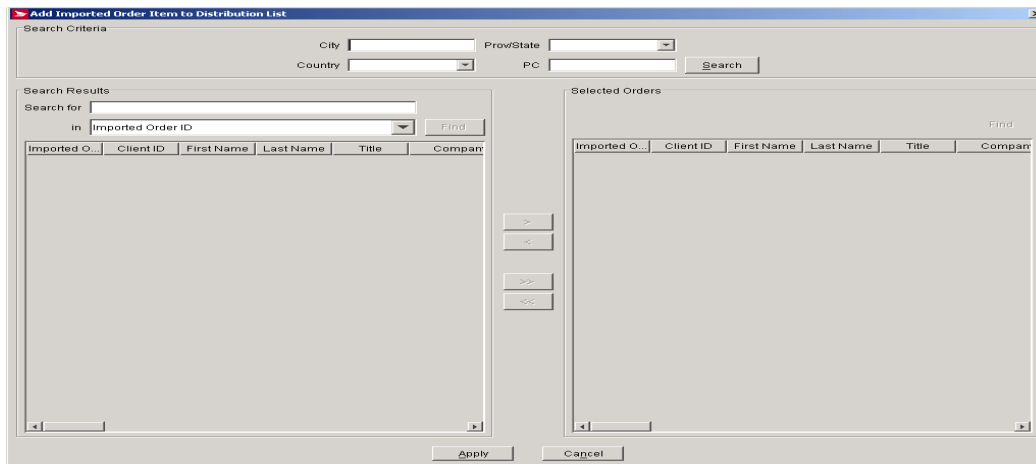 Add Imported Order Item to Distribution List
Search Criteria
City Prov/State
Country PC Search
Search Results
Search for
in Imported Order ID Find
Imported O... Client ID First Name Last Name Title Compan
Selected Orders
Find
Imported O... Client ID First Name Last Name Title Compan
>
<
>>
<<
Apply Cancel